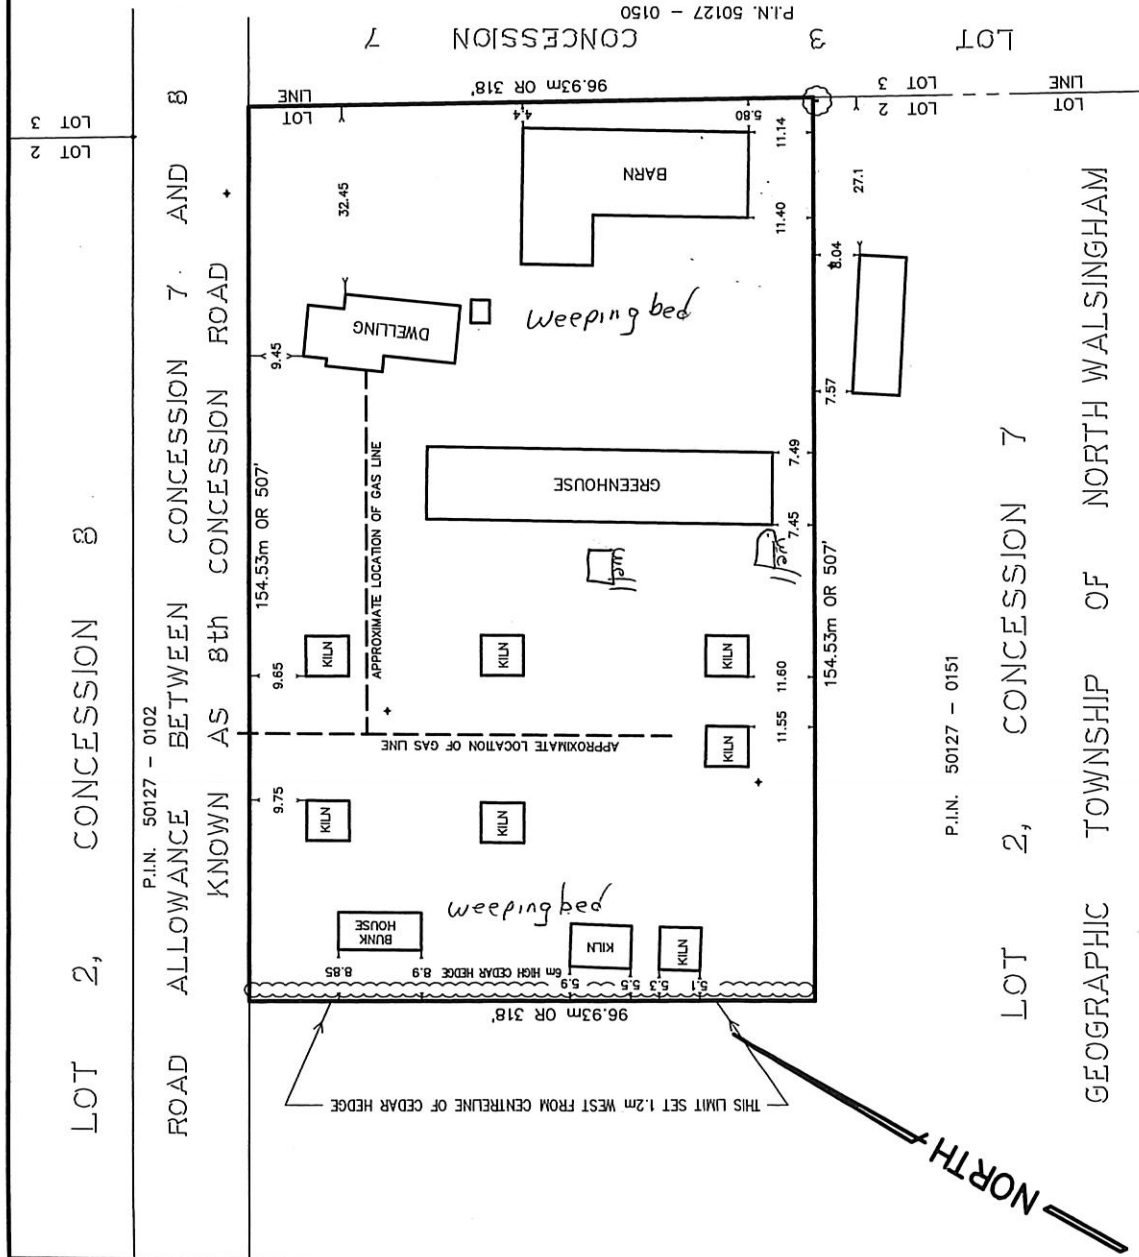 LOT 2, CONCESSION 8
LOT 2
LOT 3
P.I.N. 50127 - 0102
ROAD ALLOWANCE BETWEEN CONCESSION 7 AND 8
KNOWN AS 8th CONCESSION ROAD
154.53m OR 507'
9.75
9.65
9.45
LOT
LINE
32.45
KILN
KILN
DWELLING
APPROXIMATE LOCATION OF GAS LINE
APPROXIMATE LOCATION OF GAS LINE
BUNK
HOUSE
8.85
8.9
6m HIGH CEDAR HEDGE
weeping bed
KILN
KILN
weeping bed
4.4
BARN
96.93m OR 318'
CONCESSION 7
P.I.N. 50127 - 0150
GREENHOUSE
well
well
KILN
5.9
5.5
KILN
5.3
5.1
96.93m OR 318'
KILN
KILN
5.80
11.55
11.60
7.45
7.49
11.40
11.14
154.53m OR 507'
7.57
8.04
27.1
LOT 3
LOT 2
LOT 3
LOT
LINE
THIS LIMIT SET 1.2m WEST FROM CENTRELINE OF CEDAR HEDGE
P.I.N. 50127 - 0151
LOT 2, CONCESSION 7
GEOGRAPHIC TOWNSHIP OF NORTH WALSINGHAM
NORTH